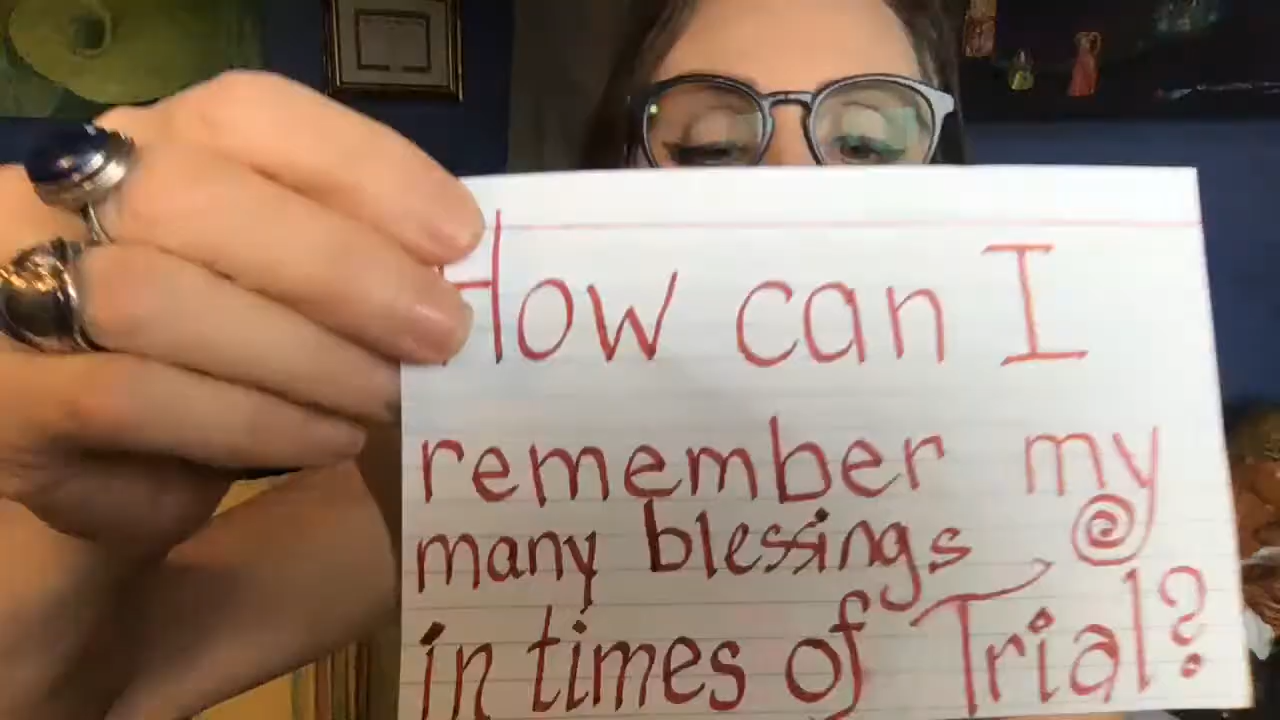 How can I
remember my
many blessings
in times of Trial?